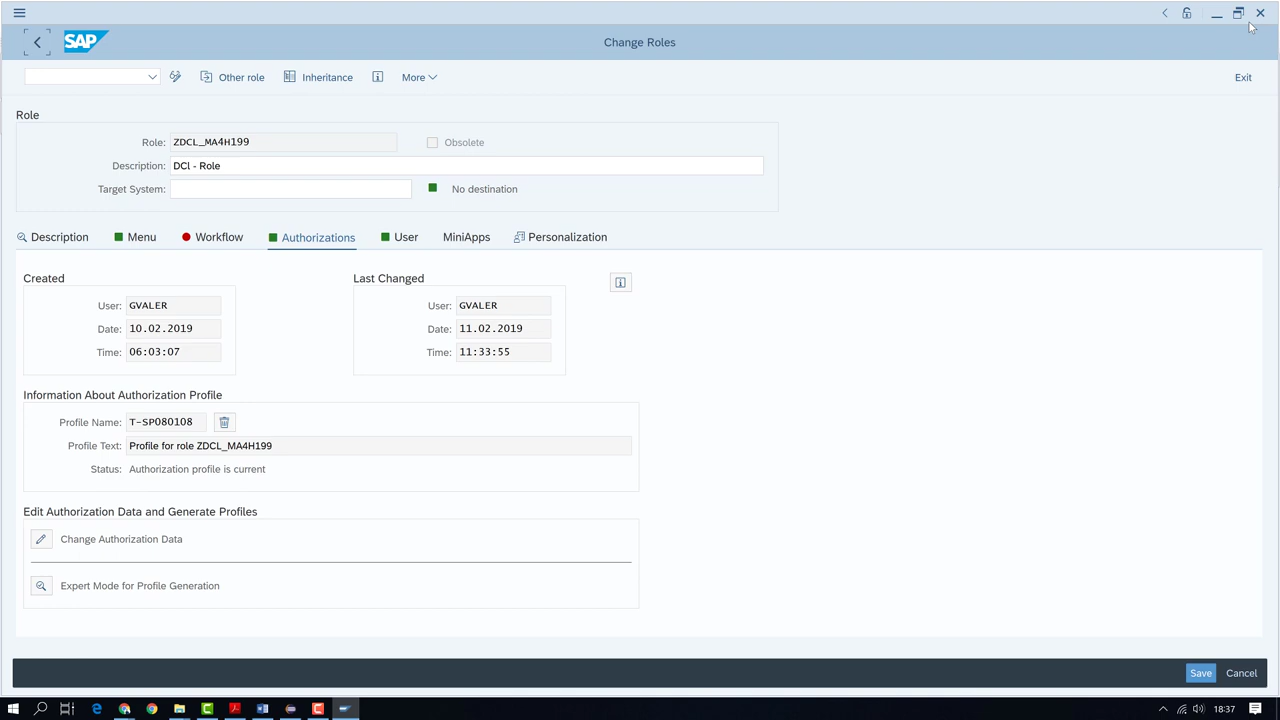 SAP
Change Roles
Other role
Inheritance
More
Exit
Role
Role: ZDCL_MA4H199
Obsolete
Description: DCl - Role
Target System:
No destination
Description
Menu
Workflow
Authorizations
User
MiniApps
Personalization
Created
Last Changed
User: GVALER
User: GVALER
Date: 10.02.2019
Date: 11.02.2019
Time: 06:03:07
Time: 11:33:55
Information About Authorization Profile
Profile Name: T-SP080108
Profile Text: Profile for role ZDCL_MA4H199
Status: Authorization profile is current
Edit Authorization Data and Generate Profiles
Change Authorization Data
Expert Mode for Profile Generation
Save
Cancel
18:37